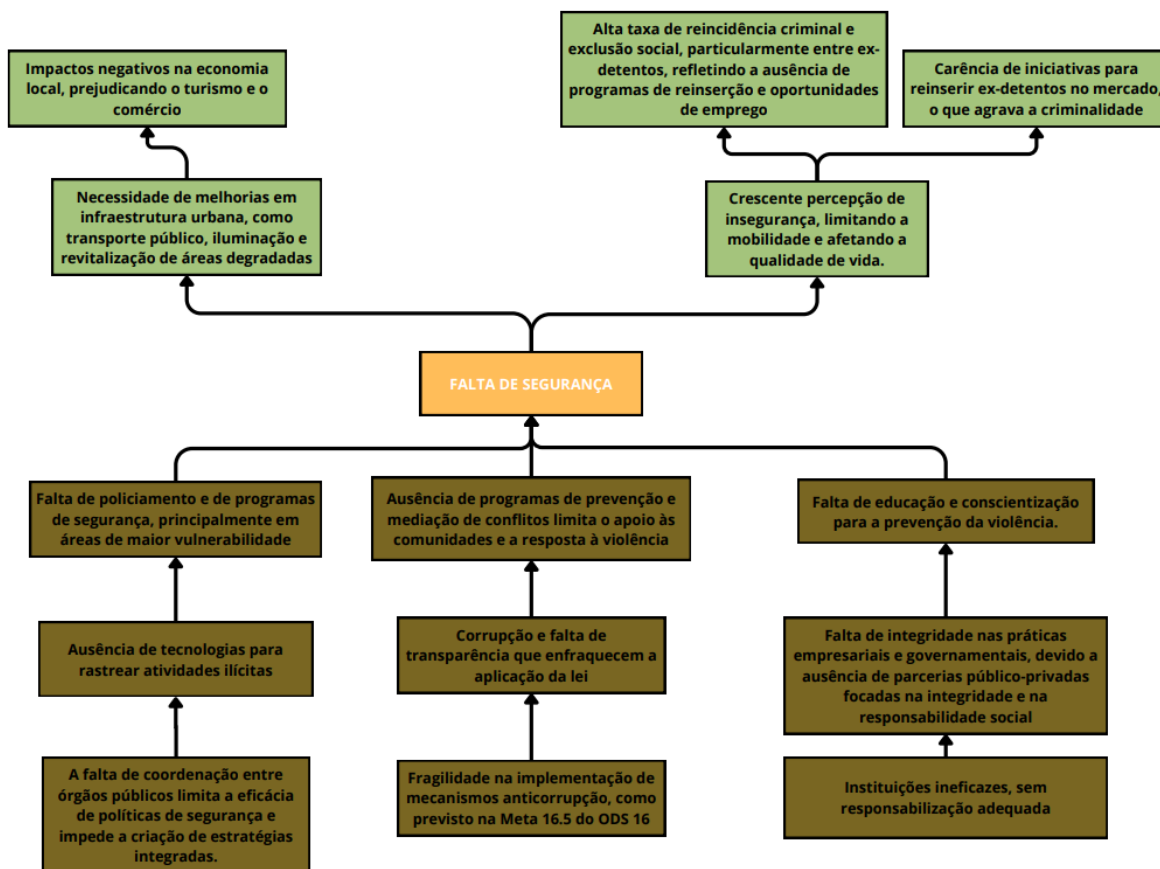 Impactos negativos na economia
local, prejudicando o turismo e o
comércio
Alta taxa de reincidência criminal e
exclusão social, particularmente entre ex-
detentos, refletindo a ausência de
programas de reinserção e oportunidades
de emprego
Carência de iniciativas para
reinserir ex-detentos no mercado,
o que agrava a criminalidade
Necessidade de melhorias em
infraestrutura urbana, como
transporte público, iluminação e
revitalização de áreas degradadas
Crescente percepção de
insegurança, limitando a
mobilidade e afetando a
qualidade de vida.
FALTA DE SEGURANÇA
Falta de policiamento e de programas
de segurança, principalmente em
áreas de maior vulnerabilidade
Ausência de programas de prevenção e
mediação de conflitos limita o apoio às
comunidades e a resposta à violência
Falta de educação e conscientização
para a prevenção da violência.
Ausência de tecnologias para
rastrear atividades ilícitas
Corrupção e falta de
transparência que enfraquecem a
aplicação da lei
Falta de integridade nas práticas
empresariais e governamentais, devido a
ausência de parcerias público-privadas
focadas na integridade e na
responsabilidade social
A falta de coordenação entre
órgãos públicos limita a eficácia
de políticas de segurança e
impede a criação de estratégias
integradas.
Fragilidade na implementação de
mecanismos anticorrupção, como
previsto na Meta 16.5 do ODS 16
Instituições ineficazes, sem
responsabilização adequada